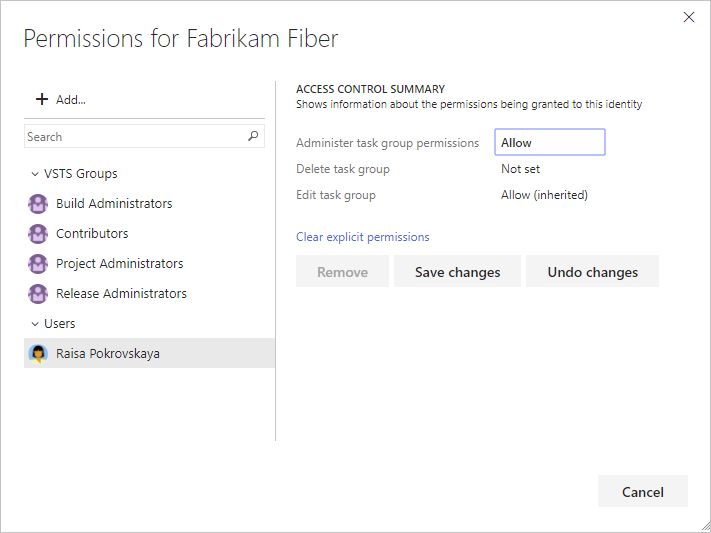 Permissions for Fabrikam Fiber
Add...
Search
VSTS Groups
Build Administrators
Contributors
Project Administrators
Release Administrators
Users
Raisa Pokrovskaya
ACCESS CONTROL SUMMARY
Shows information about the permissions being granted to this identity
Administer task group permissions Allow
Delete task group Not set
Edit task group Allow (inherited)
Clear explicit permissions
Remove Save changes Undo changes
Cancel